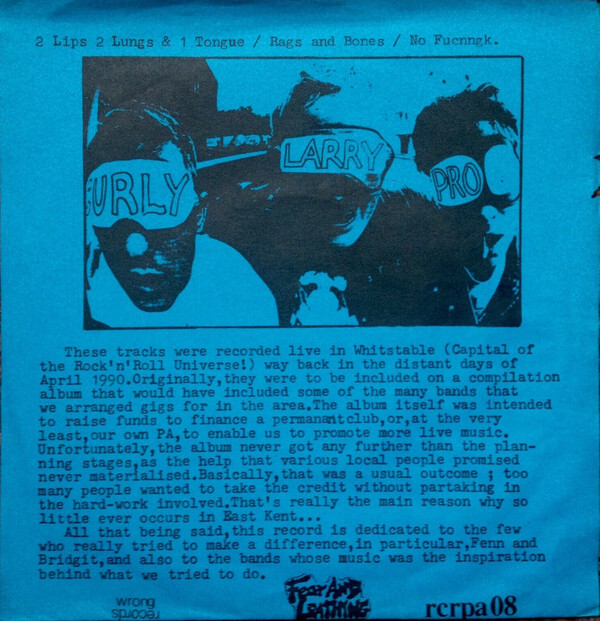 2 Lips 2 Lungs & 1 Tongue / Rags and Bones / No Fucnngk.
CURLY
LARRY
PRO
These tracks were recorded live in Whitstable (Capital of
the Rock'n'Roll Universe!) way back in the distant days of
April 1990.Originally,they were to be included on a compilation
album that would have included some of the many bands that
we arranged gigs for in the area.The album itself was intended
to raise funds to finance a permanantclub,or,at the very
least,our own PA,to enable us to promote more live music.
Unfortunately,the album never got any further than the plan-
ning stages,as the help that various local people promised
never materialised.Basically,that was a usual outcome ; too
many people wanted to take the credit without partaking in
the hard-work involved.That's really the main reason why so
little ever occurs in East Kent...
All that being said,this record is dedicated to the few
who really tried to make a difference,in particular,Fenn and
Bridgit,and also to the bands whose music was the inspiration
behind what we tried to do.
wrong
records
Fear And
Loathing
rcrpa08